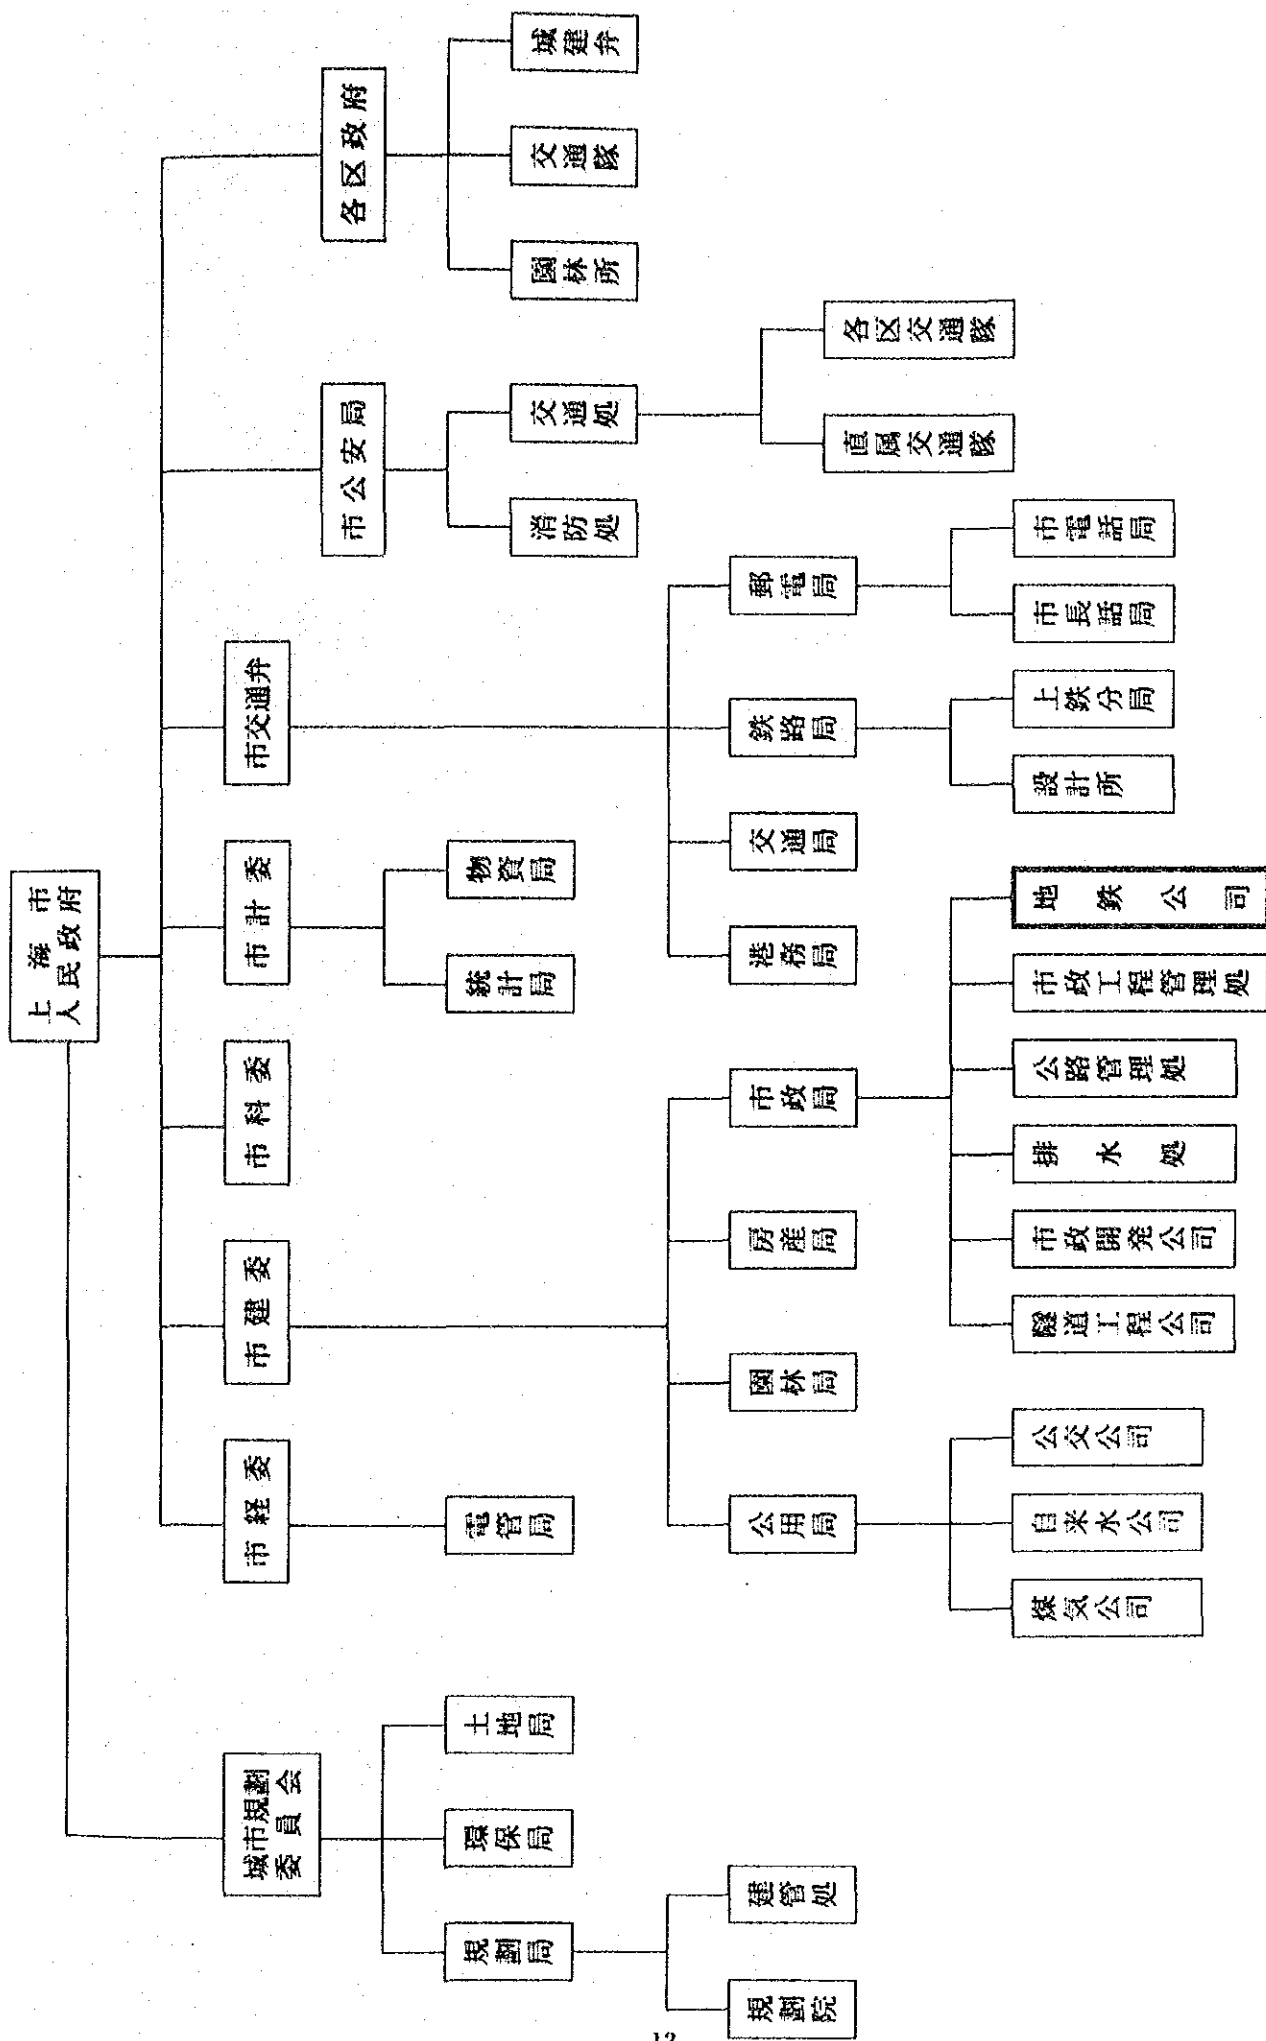 上海市
人民政府
城市規劃
委員会
市経委
市建委
市科委
市計委
市交通弁
市公安局
各区政府
規劃局
環保局
土地局
電管局
統計局
物資局
消防処
交通処
園林所
交通隊
城建弁
規劃院
建管処
公用局
園林局
房産局
市政局
港務局
交通局
鉄路局
郵電局
直属交通隊
各区交通隊
煤気公司
自来水公司
公交公司
隧道工程公司
市政開発公司
排水処
公路管理処
市政工程管理処
地鉄公司
設計所
上鉄分局
市長話局
市電話局
12